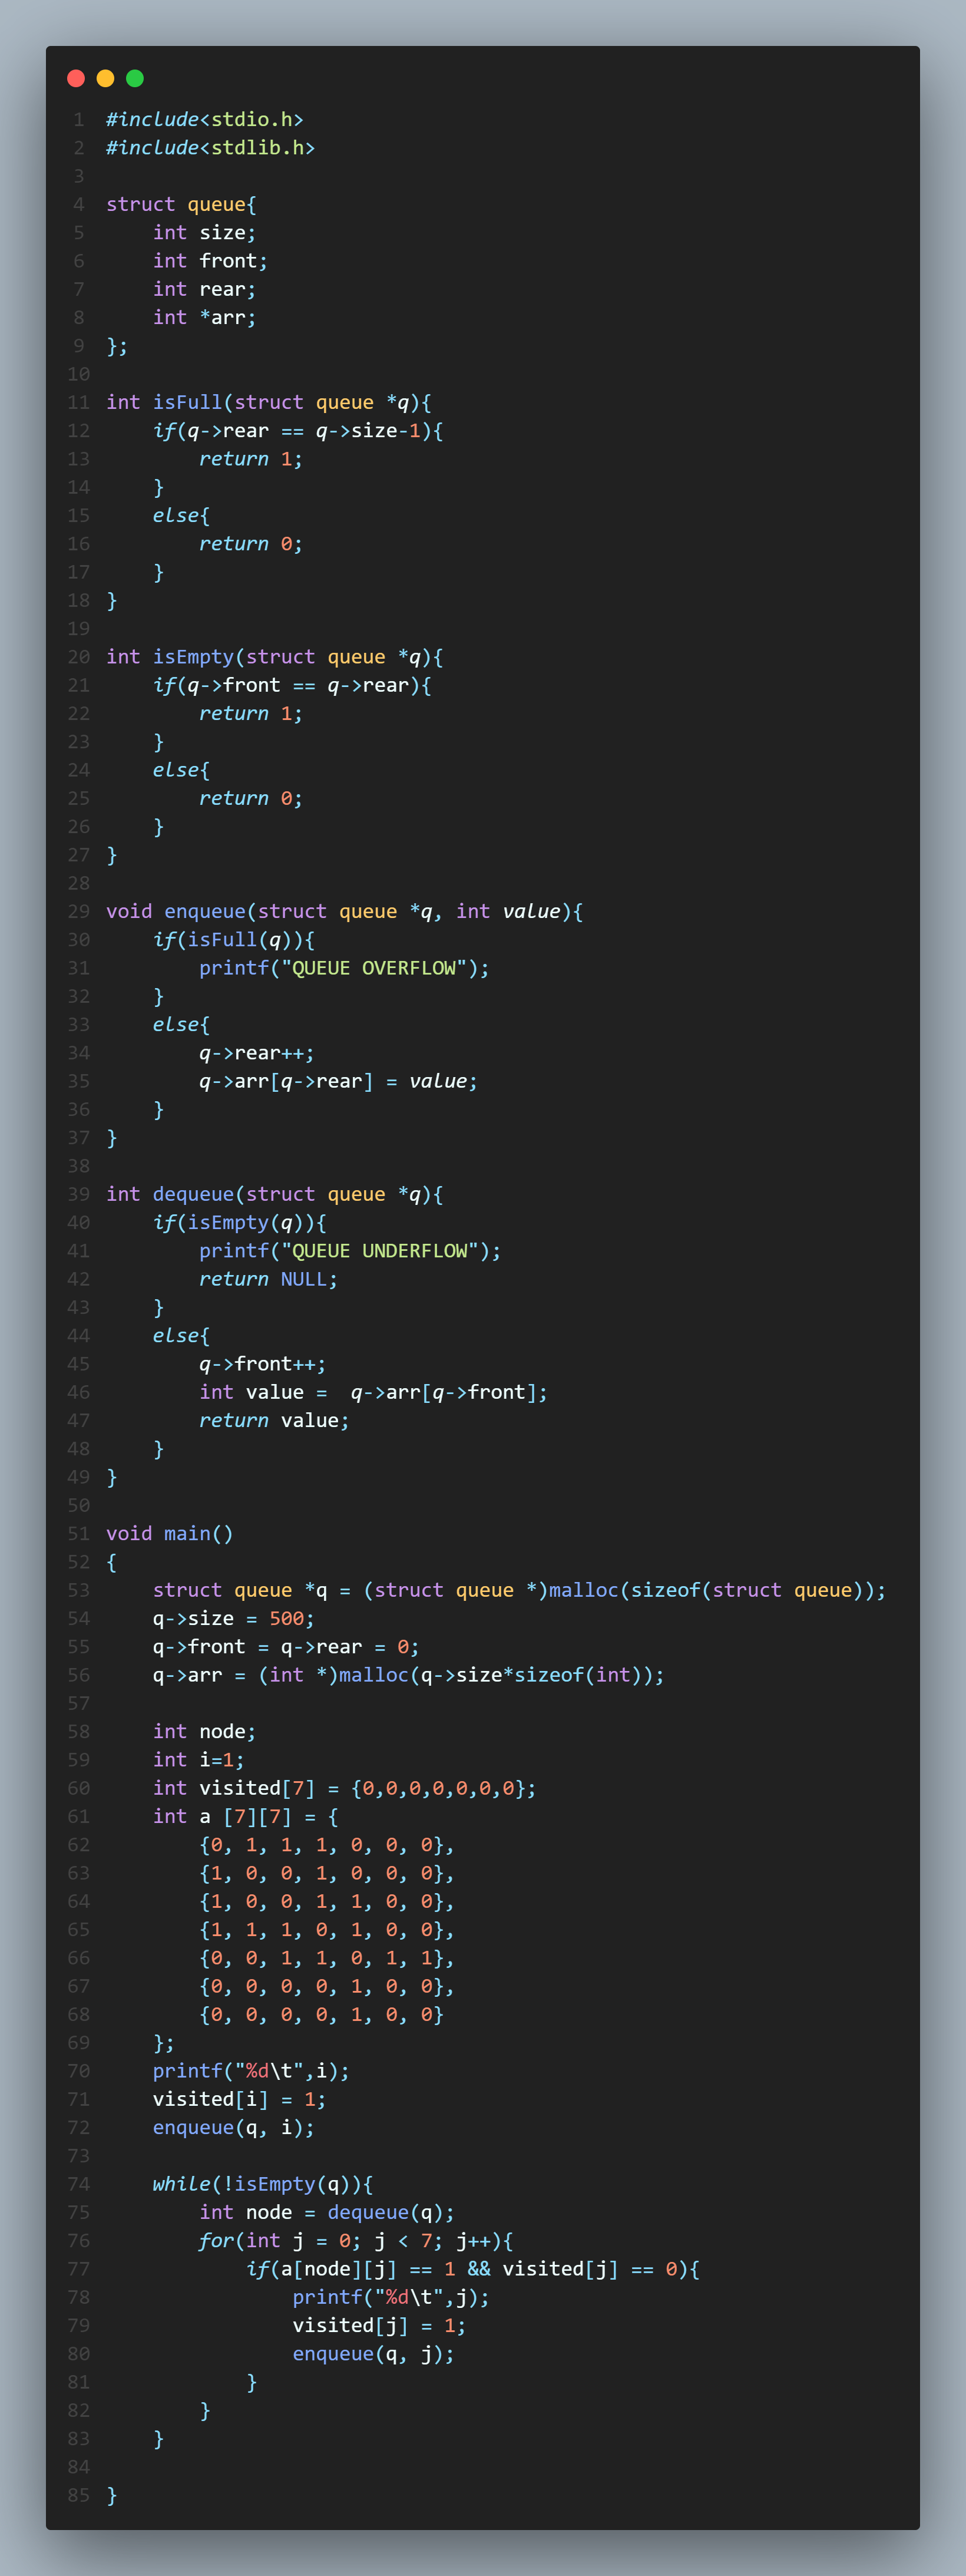 1 #include<stdio.h>
2 #include<stdlib.h>
3
4 struct queue{
5     int size;
6     int front;
7     int rear;
8     int *arr;
9 };
10
11 int isFull(struct queue *q){
12     if(q->rear == q->size-1){
13         return 1;
14     }
15     else{
16         return 0;
17     }
18 }
19
20 int isEmpty(struct queue *q){
21     if(q->front == q->rear){
22         return 1;
23     }
24     else{
25         return 0;
26     }
27 }
28
29 void enqueue(struct queue *q, int value){
30     if(isFull(q)){
31         printf("QUEUE OVERFLOW");
32     }
33     else{
34         q->rear++;
35         q->arr[q->rear] = value;
36     }
37 }
38
39 int dequeue(struct queue *q){
40     if(isEmpty(q)){
41         printf("QUEUE UNDERFLOW");
42         return NULL;
43     }
44     else{
45         q->front++;
46         int value =  q->arr[q->front];
47         return value;
48     }
49 }
50
51 void main()
52 {
53     struct queue *q = (struct queue *)malloc(sizeof(struct queue));
54     q->size = 500;
55     q->front = q->rear = 0;
56     q->arr = (int *)malloc(q->size*sizeof(int));
57
58     int node;
59     int i=1;
60     int visited[7] = {0,0,0,0,0,0,0};
61     int a [7][7] = {
62         {0, 1, 1, 1, 0, 0, 0},
63         {1, 0, 0, 1, 0, 0, 0},
64         {1, 0, 0, 1, 1, 0, 0},
65         {1, 1, 1, 0, 1, 0, 0},
66         {0, 0, 1, 1, 0, 1, 1},
67         {0, 0, 0, 0, 1, 0, 0},
68         {0, 0, 0, 0, 1, 0, 0}
69     };
70     printf("%d\t",i);
71     visited[i] = 1;
72     enqueue(q, i);
73
74     while(!isEmpty(q)){
75         int node = dequeue(q);
76         for(int j = 0; j < 7; j++){
77             if(a[node][j] == 1 && visited[j] == 0){
78                 printf("%d\t",j);
79                 visited[j] = 1;
80                 enqueue(q, j);
81             }
82         }
83     }
84
85 }